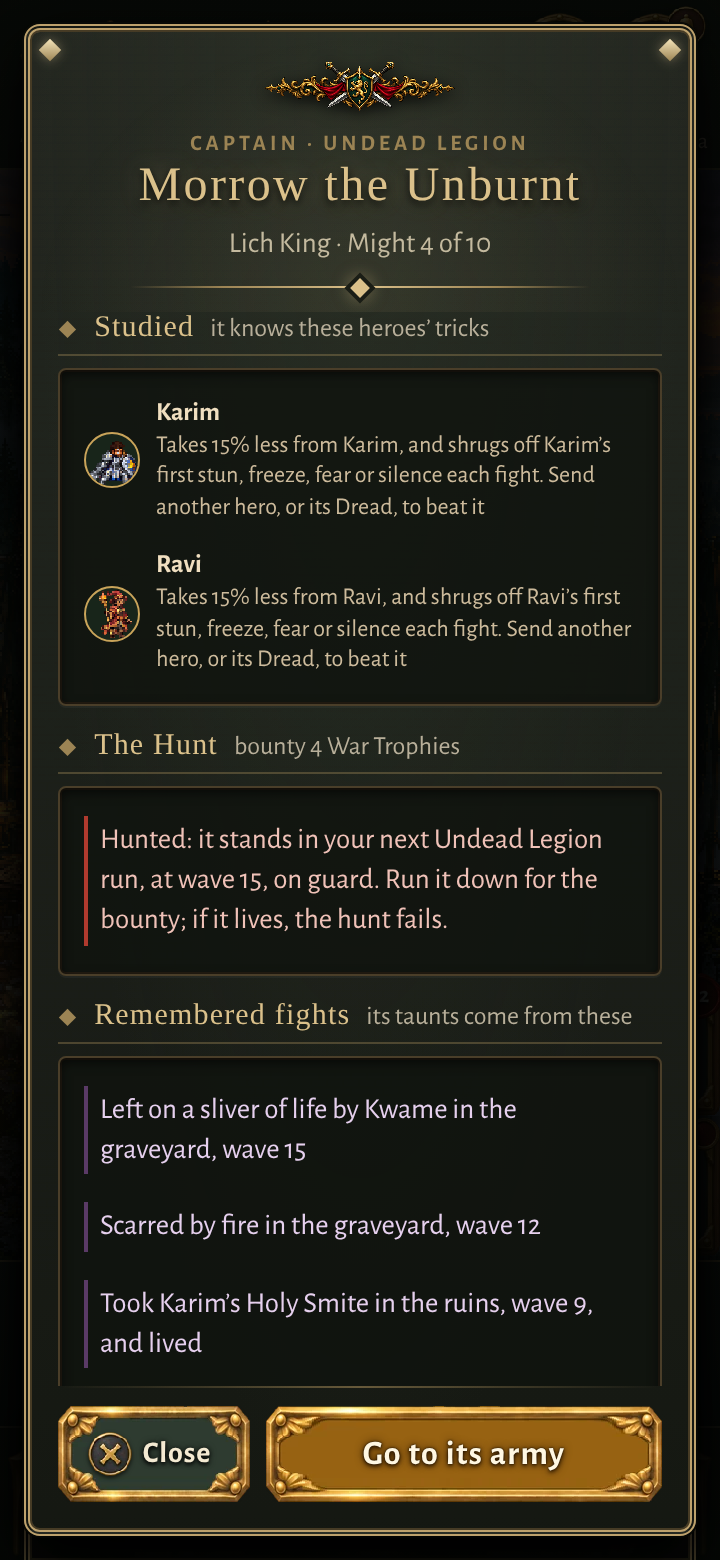 CAPTAIN · UNDEAD LEGION
Morrow the Unburnt
Lich King · Might 4 of 10
Studied it knows these heroes’ tricks
Karim
Takes 15% less from Karim, and shrugs off Karim’s
first stun, freeze, fear or silence each fight. Send
another hero, or its Dread, to beat it
Ravi
Takes 15% less from Ravi, and shrugs off Ravi’s first
stun, freeze, fear or silence each fight. Send another
hero, or its Dread, to beat it
The Hunt bounty 4 War Trophies
Hunted: it stands in your next Undead Legion
run, at wave 15, on guard. Run it down for the
bounty; if it lives, the hunt fails.
Remembered fights its taunts come from these
Left on a sliver of life by Kwame in the
graveyard, wave 15
Scarred by fire in the graveyard, wave 12
Took Karim’s Holy Smite in the ruins, wave 9,
and lived
Close
Go to its army